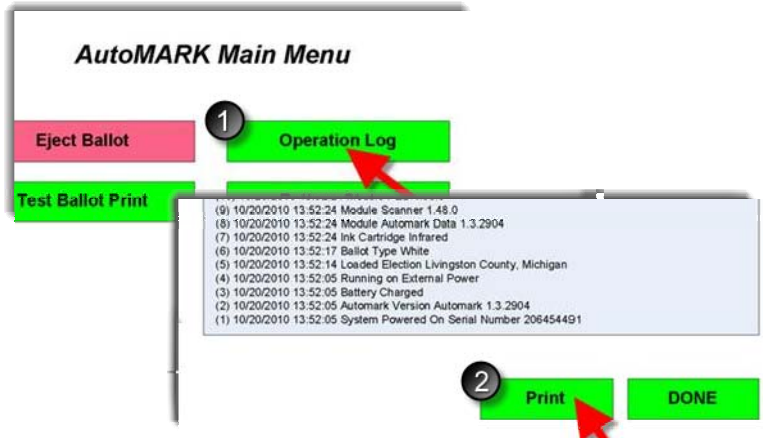 AutoMARK Main Menu
1
Eject Ballot
Operation Log
Test Ballot Print
(9) 10/20/2010 13:52:24 Module Scanner 1.48.0
(8) 10/20/2010 13:52:24 Module Automark Data 1.3.2904
(7) 10/20/2010 13:52:24 Ink Cartridge Infrared
(6) 10/20/2010 13:52:17 Ballot Type White
(5) 10/20/2010 13:52:14 Loaded Election Livingston County, Michigan
(4) 10/20/2010 13:52:05 Running on External Power
(3) 10/20/2010 13:52:05 Battery Charged
(2) 10/20/2010 13:52:05 Automark Version Automark 1.3.2904
(1) 10/20/2010 13:52:05 System Powered On Serial Number 206454491
2
Print
DONE